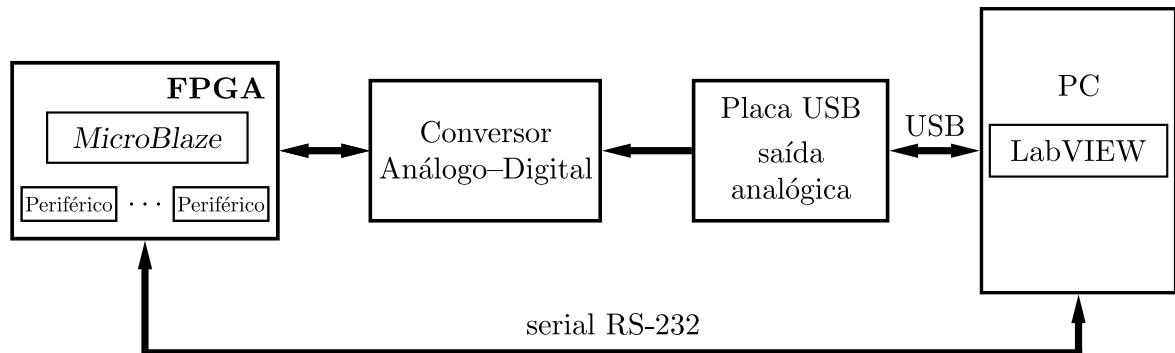 FPGA
MicroBlaze
Periférico
...
Periférico
Conversor
Análogo–Digital
Placa USB
saída
analógica
USB
PC
LabVIEW
serial RS-232